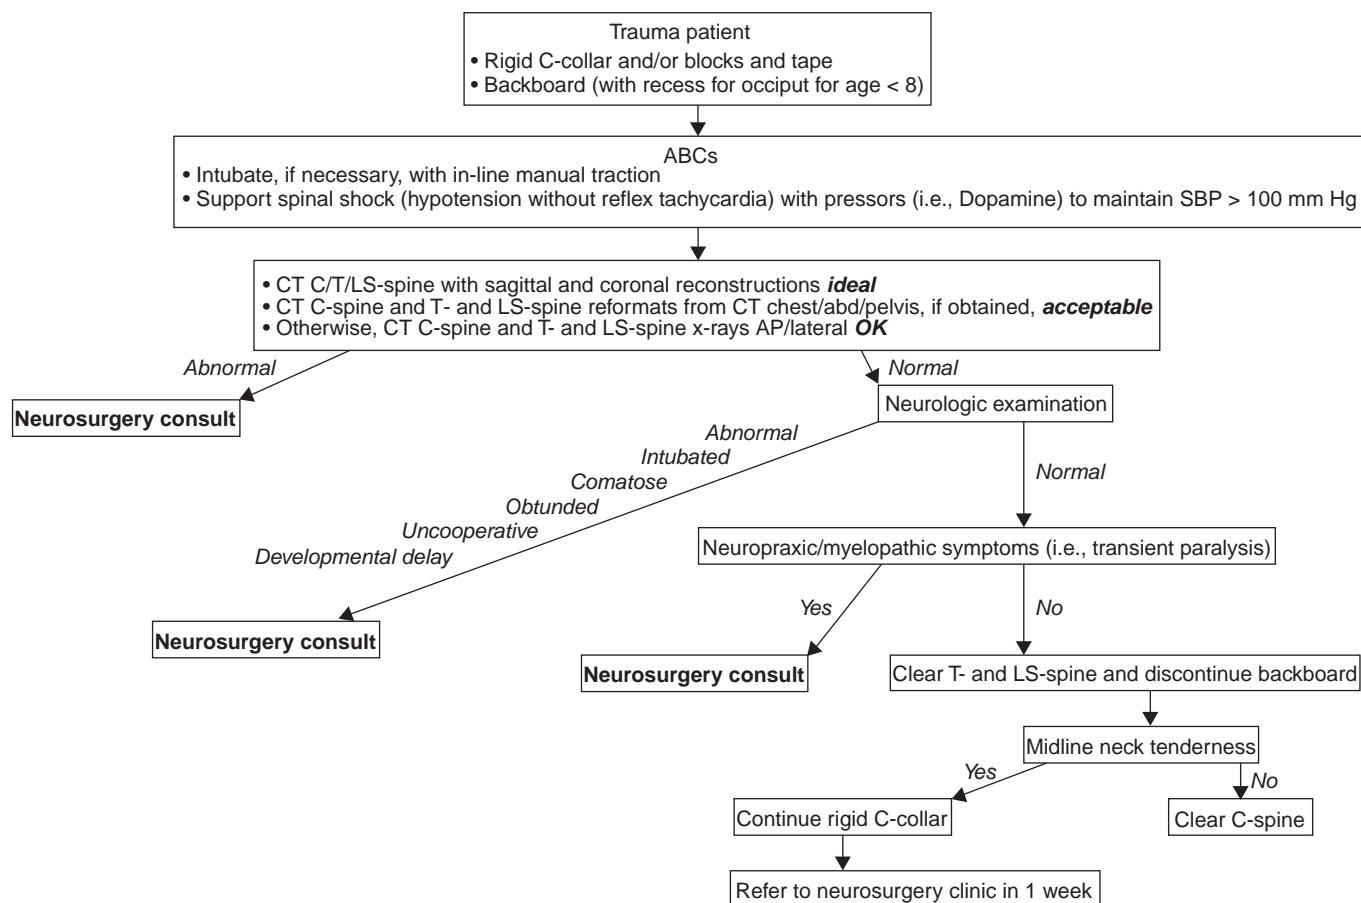 Trauma patient
• Rigid C-collar and/or blocks and tape
• Backboard (with recess for occiput for age < 8)
ABCs
• Intubate, if necessary, with in-line manual traction
• Support spinal shock (hypotension without reflex tachycardia) with pressors (i.e., Dopamine) to maintain SBP > 100 mm Hg
• CT C/T/LS-spine with sagittal and coronal reconstructions ideal
• CT C-spine and T- and LS-spine reformats from CT chest/abd/pelvis, if obtained, acceptable
• Otherwise, CT C-spine and T- and LS-spine x-rays AP/lateral OK
Abnormal
Normal
Neurosurgery consult
Neurologic examination
Abnormal
Intubated
Comatose
Obtunded
Uncooperative
Developmental delay
Normal
Neurosurgery consult
Neuropraxic/myelopathic symptoms (i.e., transient paralysis)
Yes
No
Neurosurgery consult
Clear T- and LS-spine and discontinue backboard
Midline neck tenderness
Yes
No
Continue rigid C-collar
Clear C-spine
Refer to neurosurgery clinic in 1 week